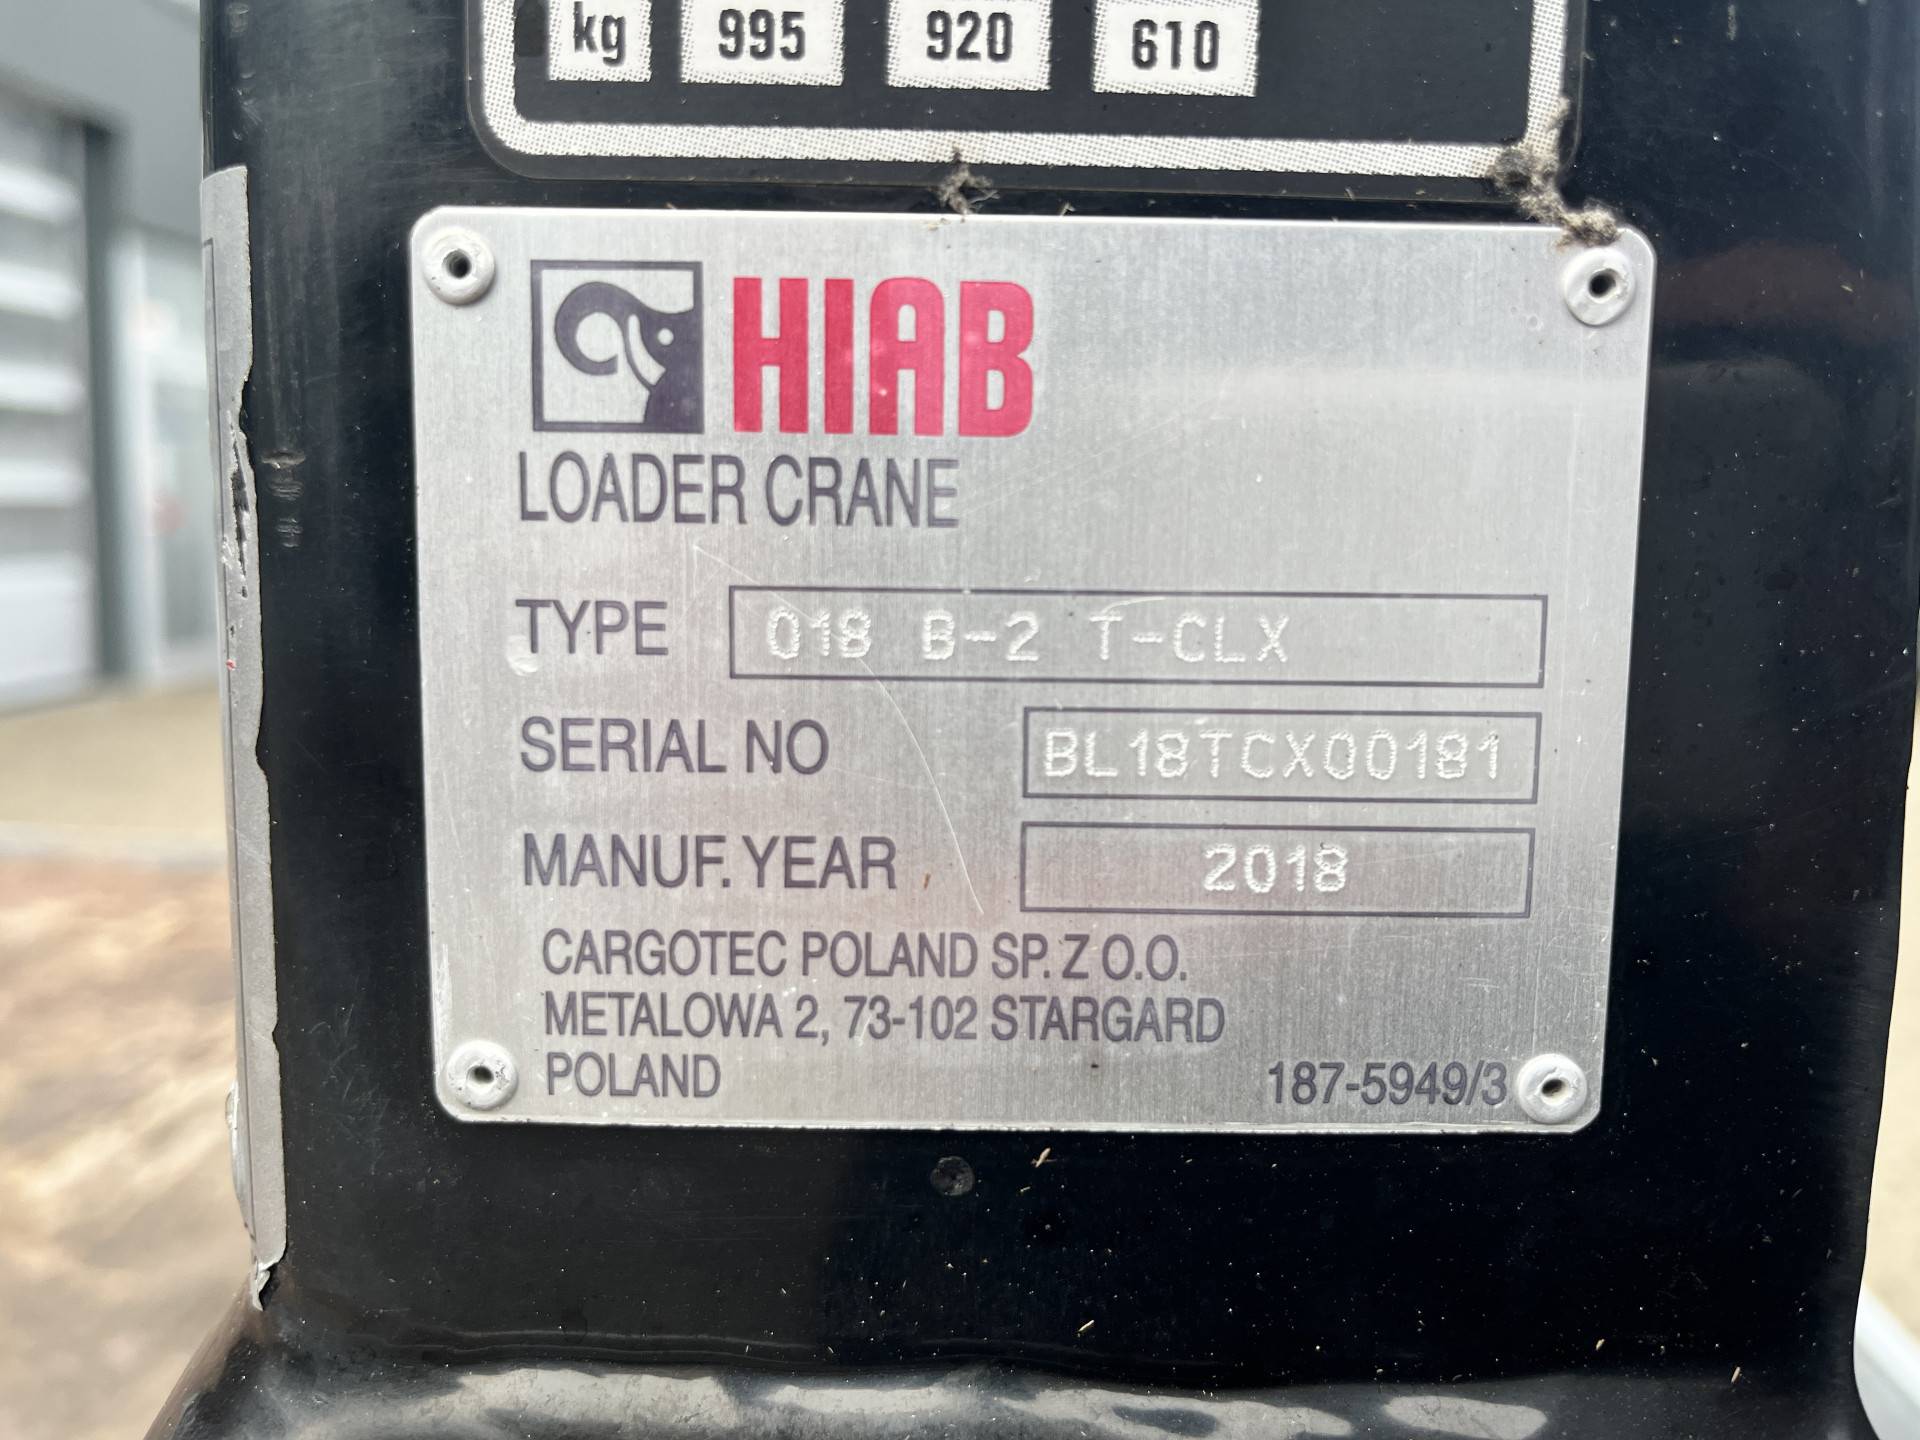 kg 995 920 610
HIAB
LOADER CRANE
TYPE 018 B-2 T-CLX
SERIAL NO BL18TCX00181
MANUF. YEAR 2018
CARGOTEC POLAND SP. Z O.O.
METALOWA 2, 73-102 STARGARD
POLAND 187-5949/3